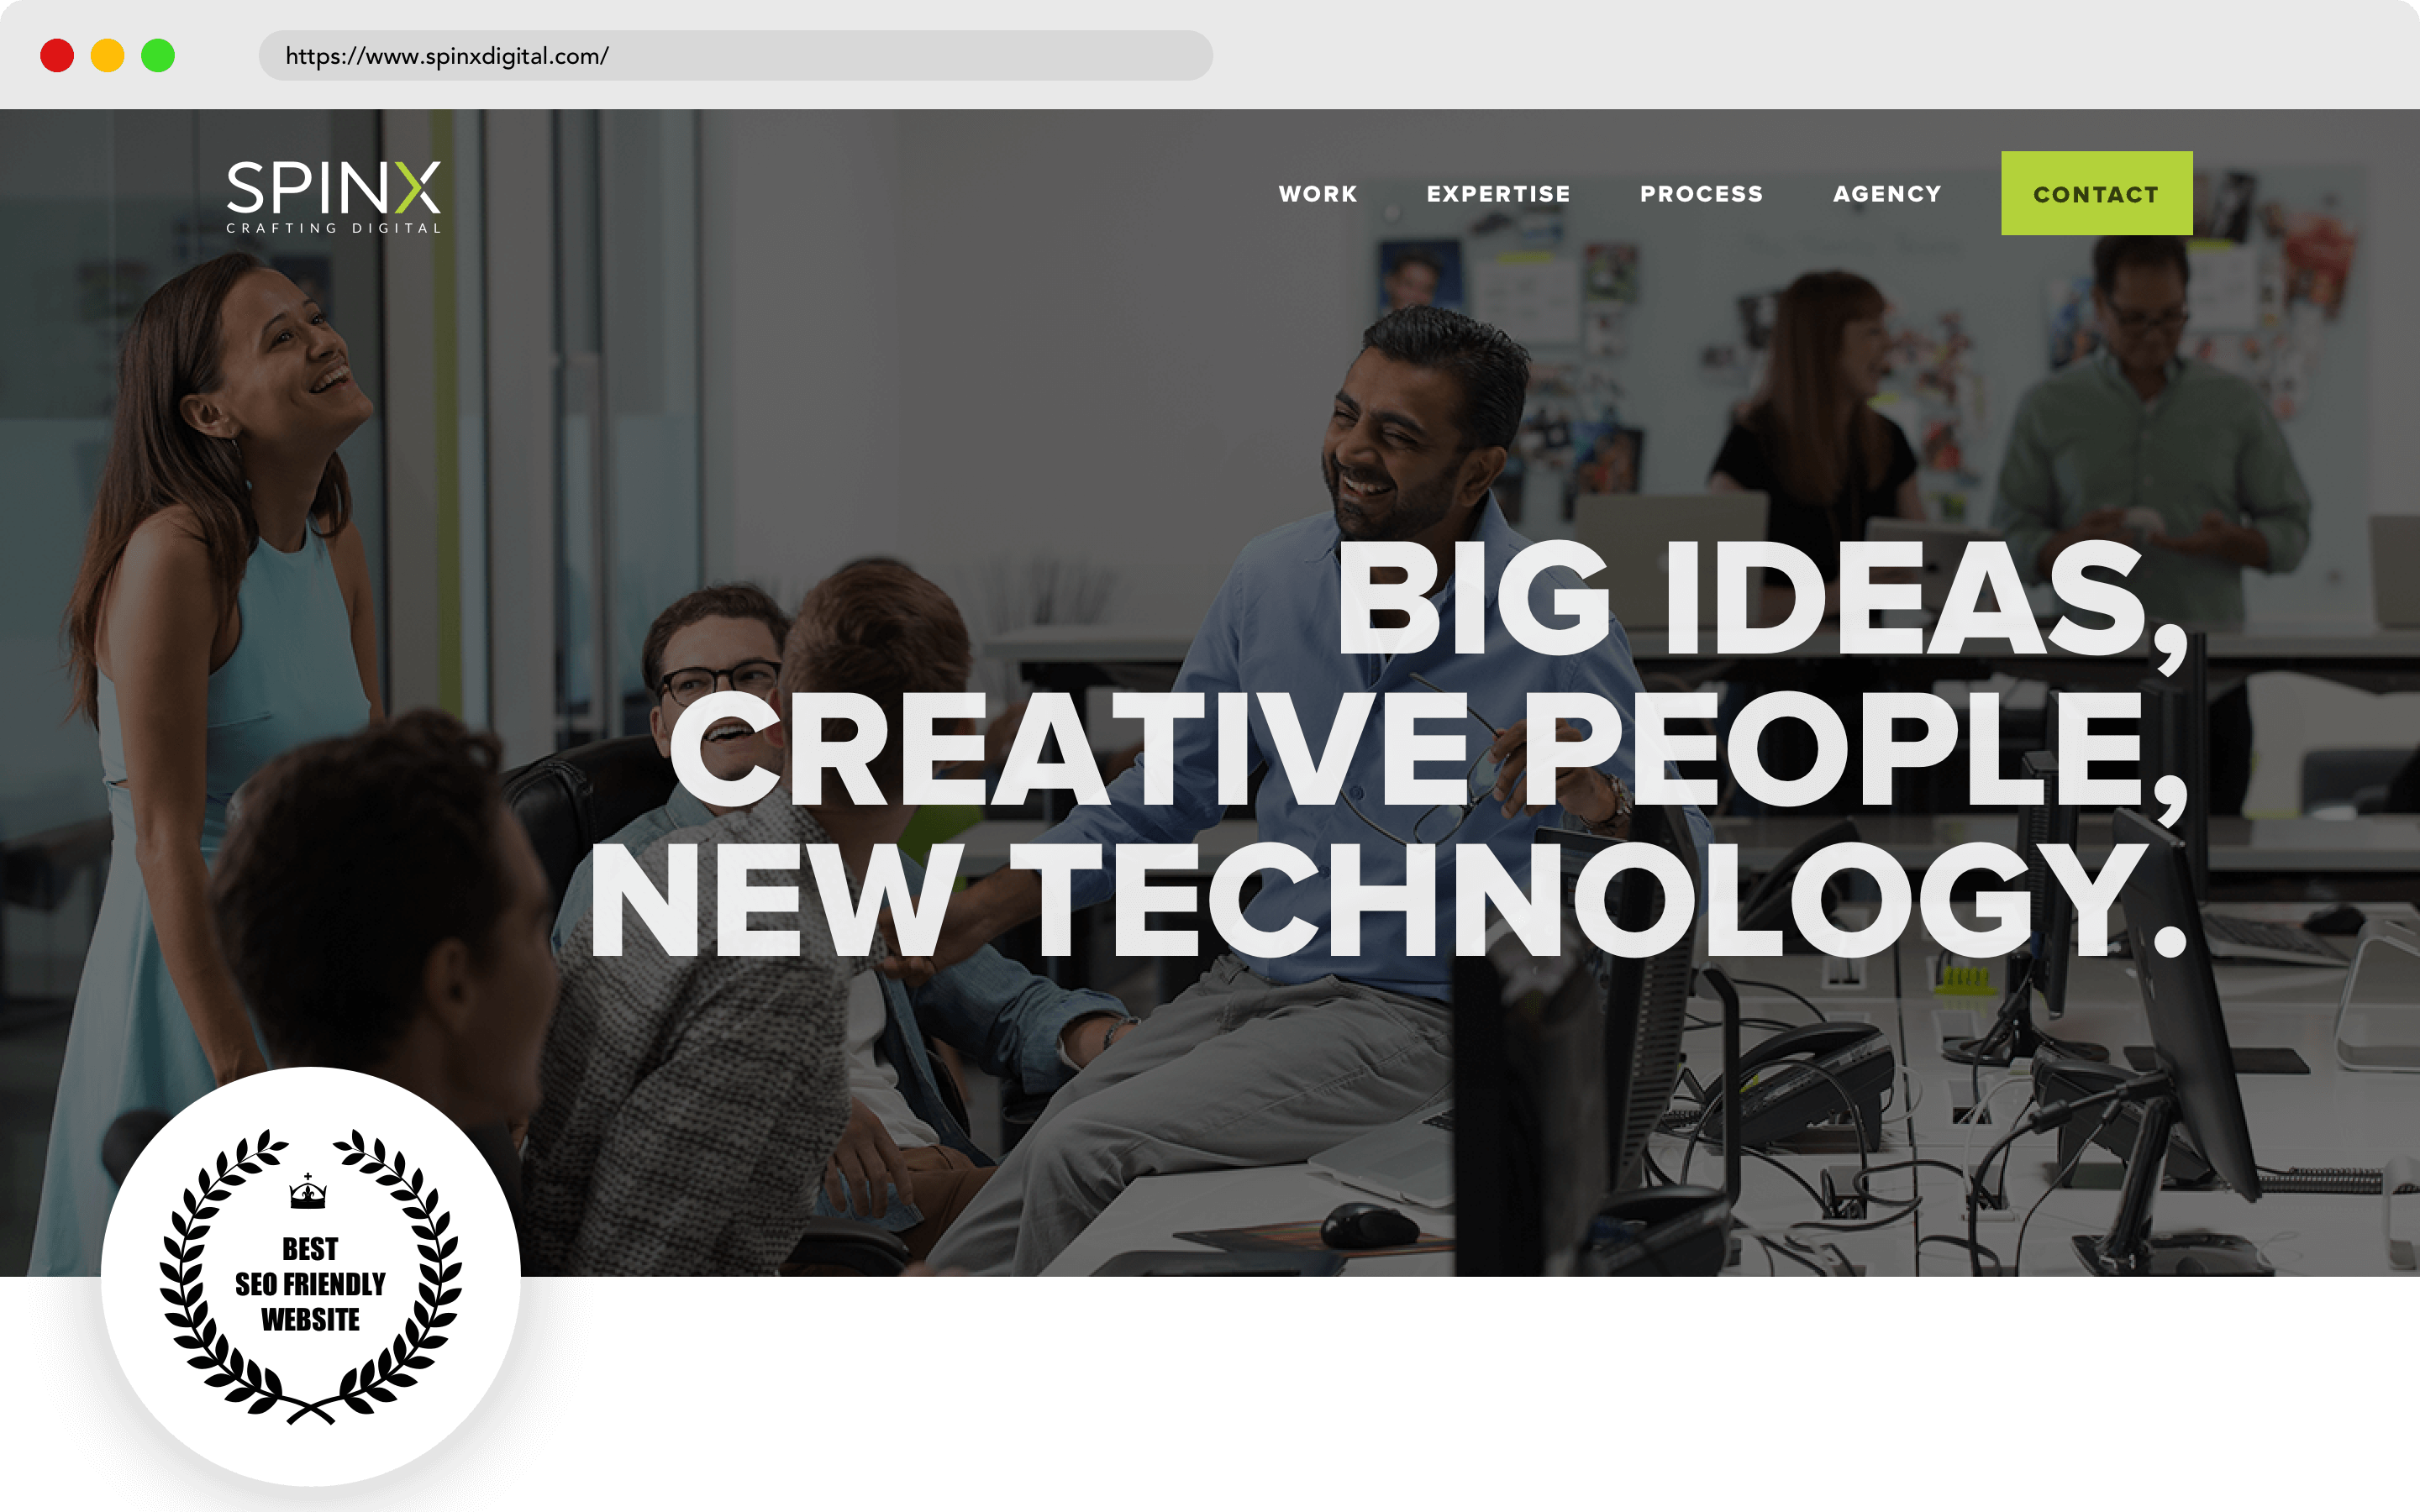 https://www.spinxdigital.com/
SPINX
CRAFTING DIGITAL
WORK EXPERTISE PROCESS AGENCY CONTACT
BIG IDEAS,
CREATIVE PEOPLE,
NEW TECHNOLOGY.
BEST
SEO FRIENDLY
WEBSITE